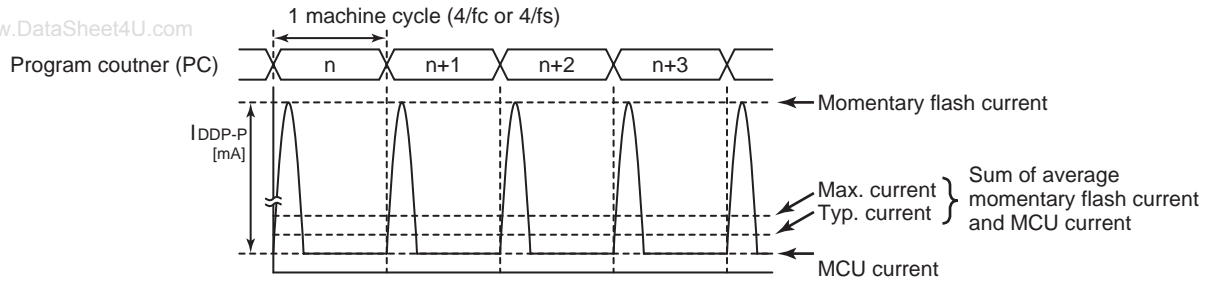 w.DataSheet4U.com
1 machine cycle (4/fc or 4/fs)
Program coutner (PC)
n
n+1
n+2
n+3
Momentary flash current
IDDP-P
[mA]
Max. current
Typ. current
Sum of average
momentary flash current
and MCU current
MCU current